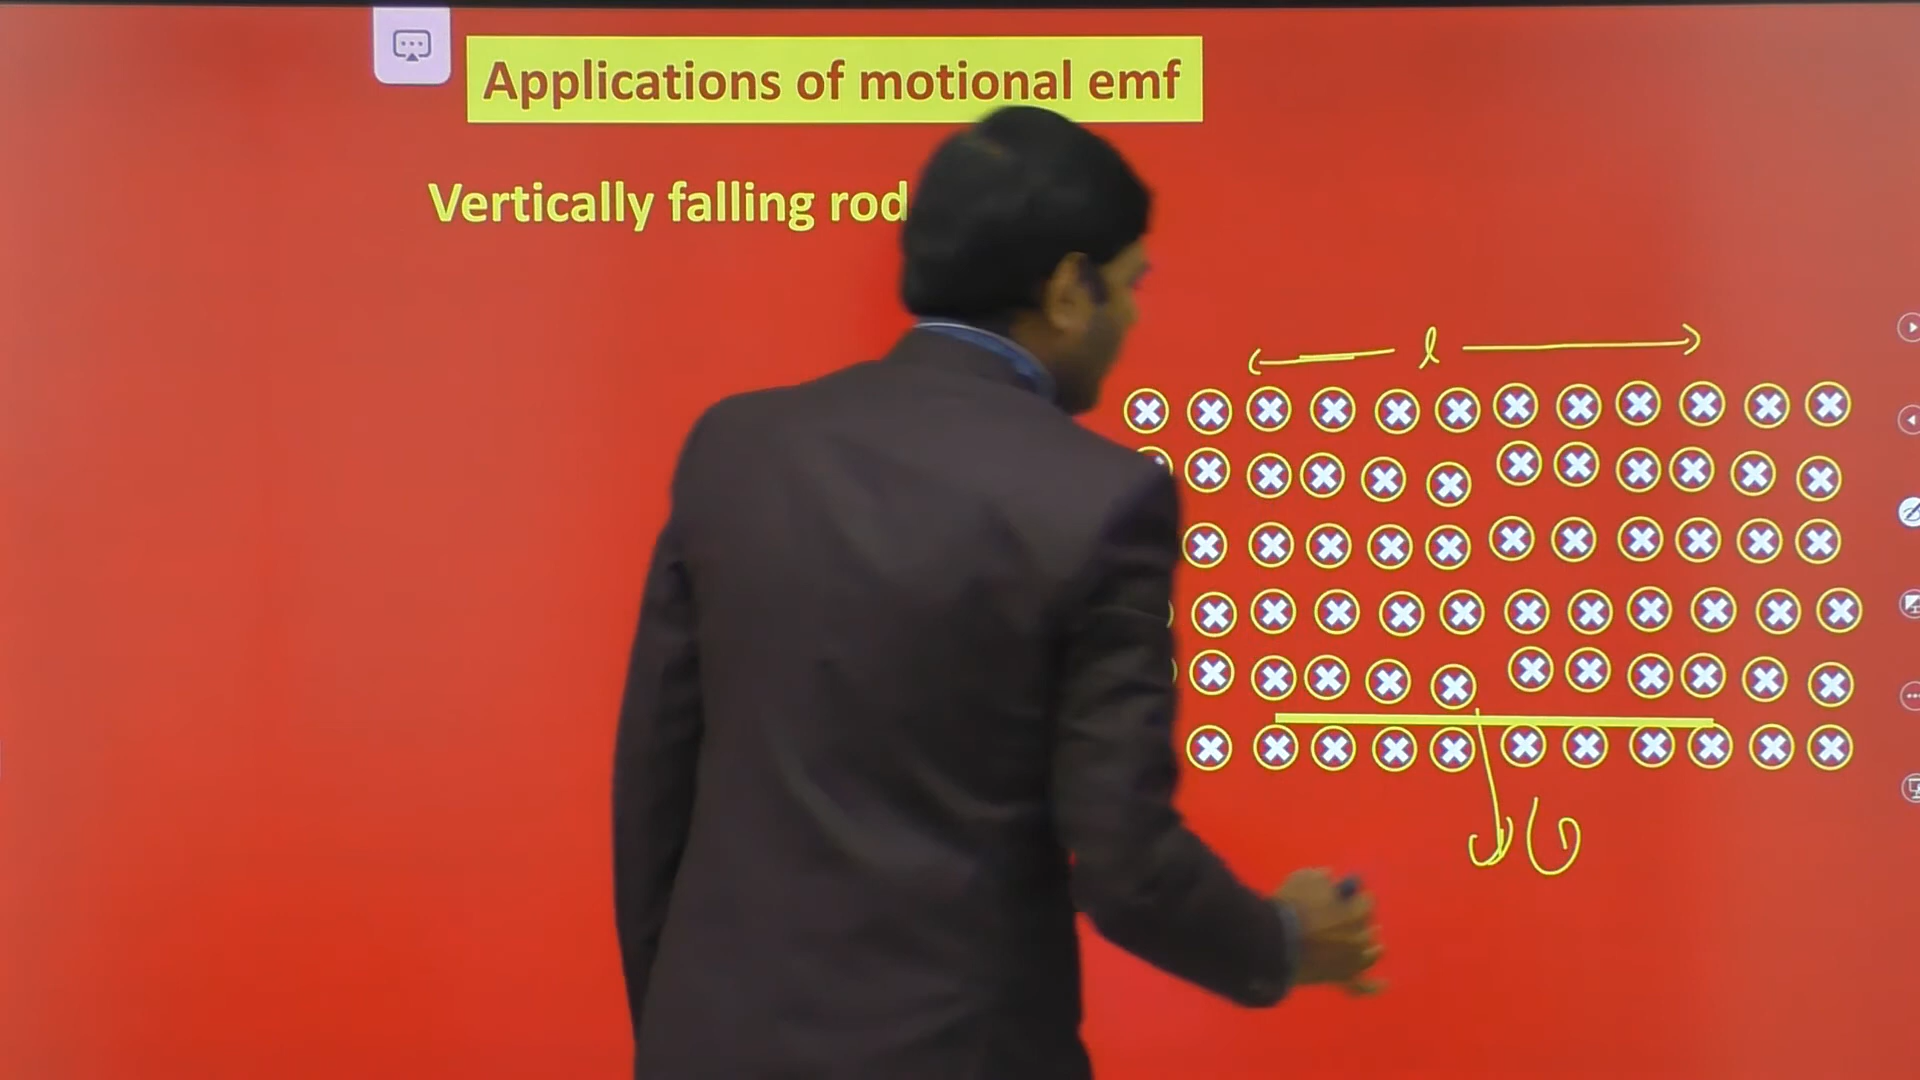 Applications of motional emf
Vertically falling rod
l